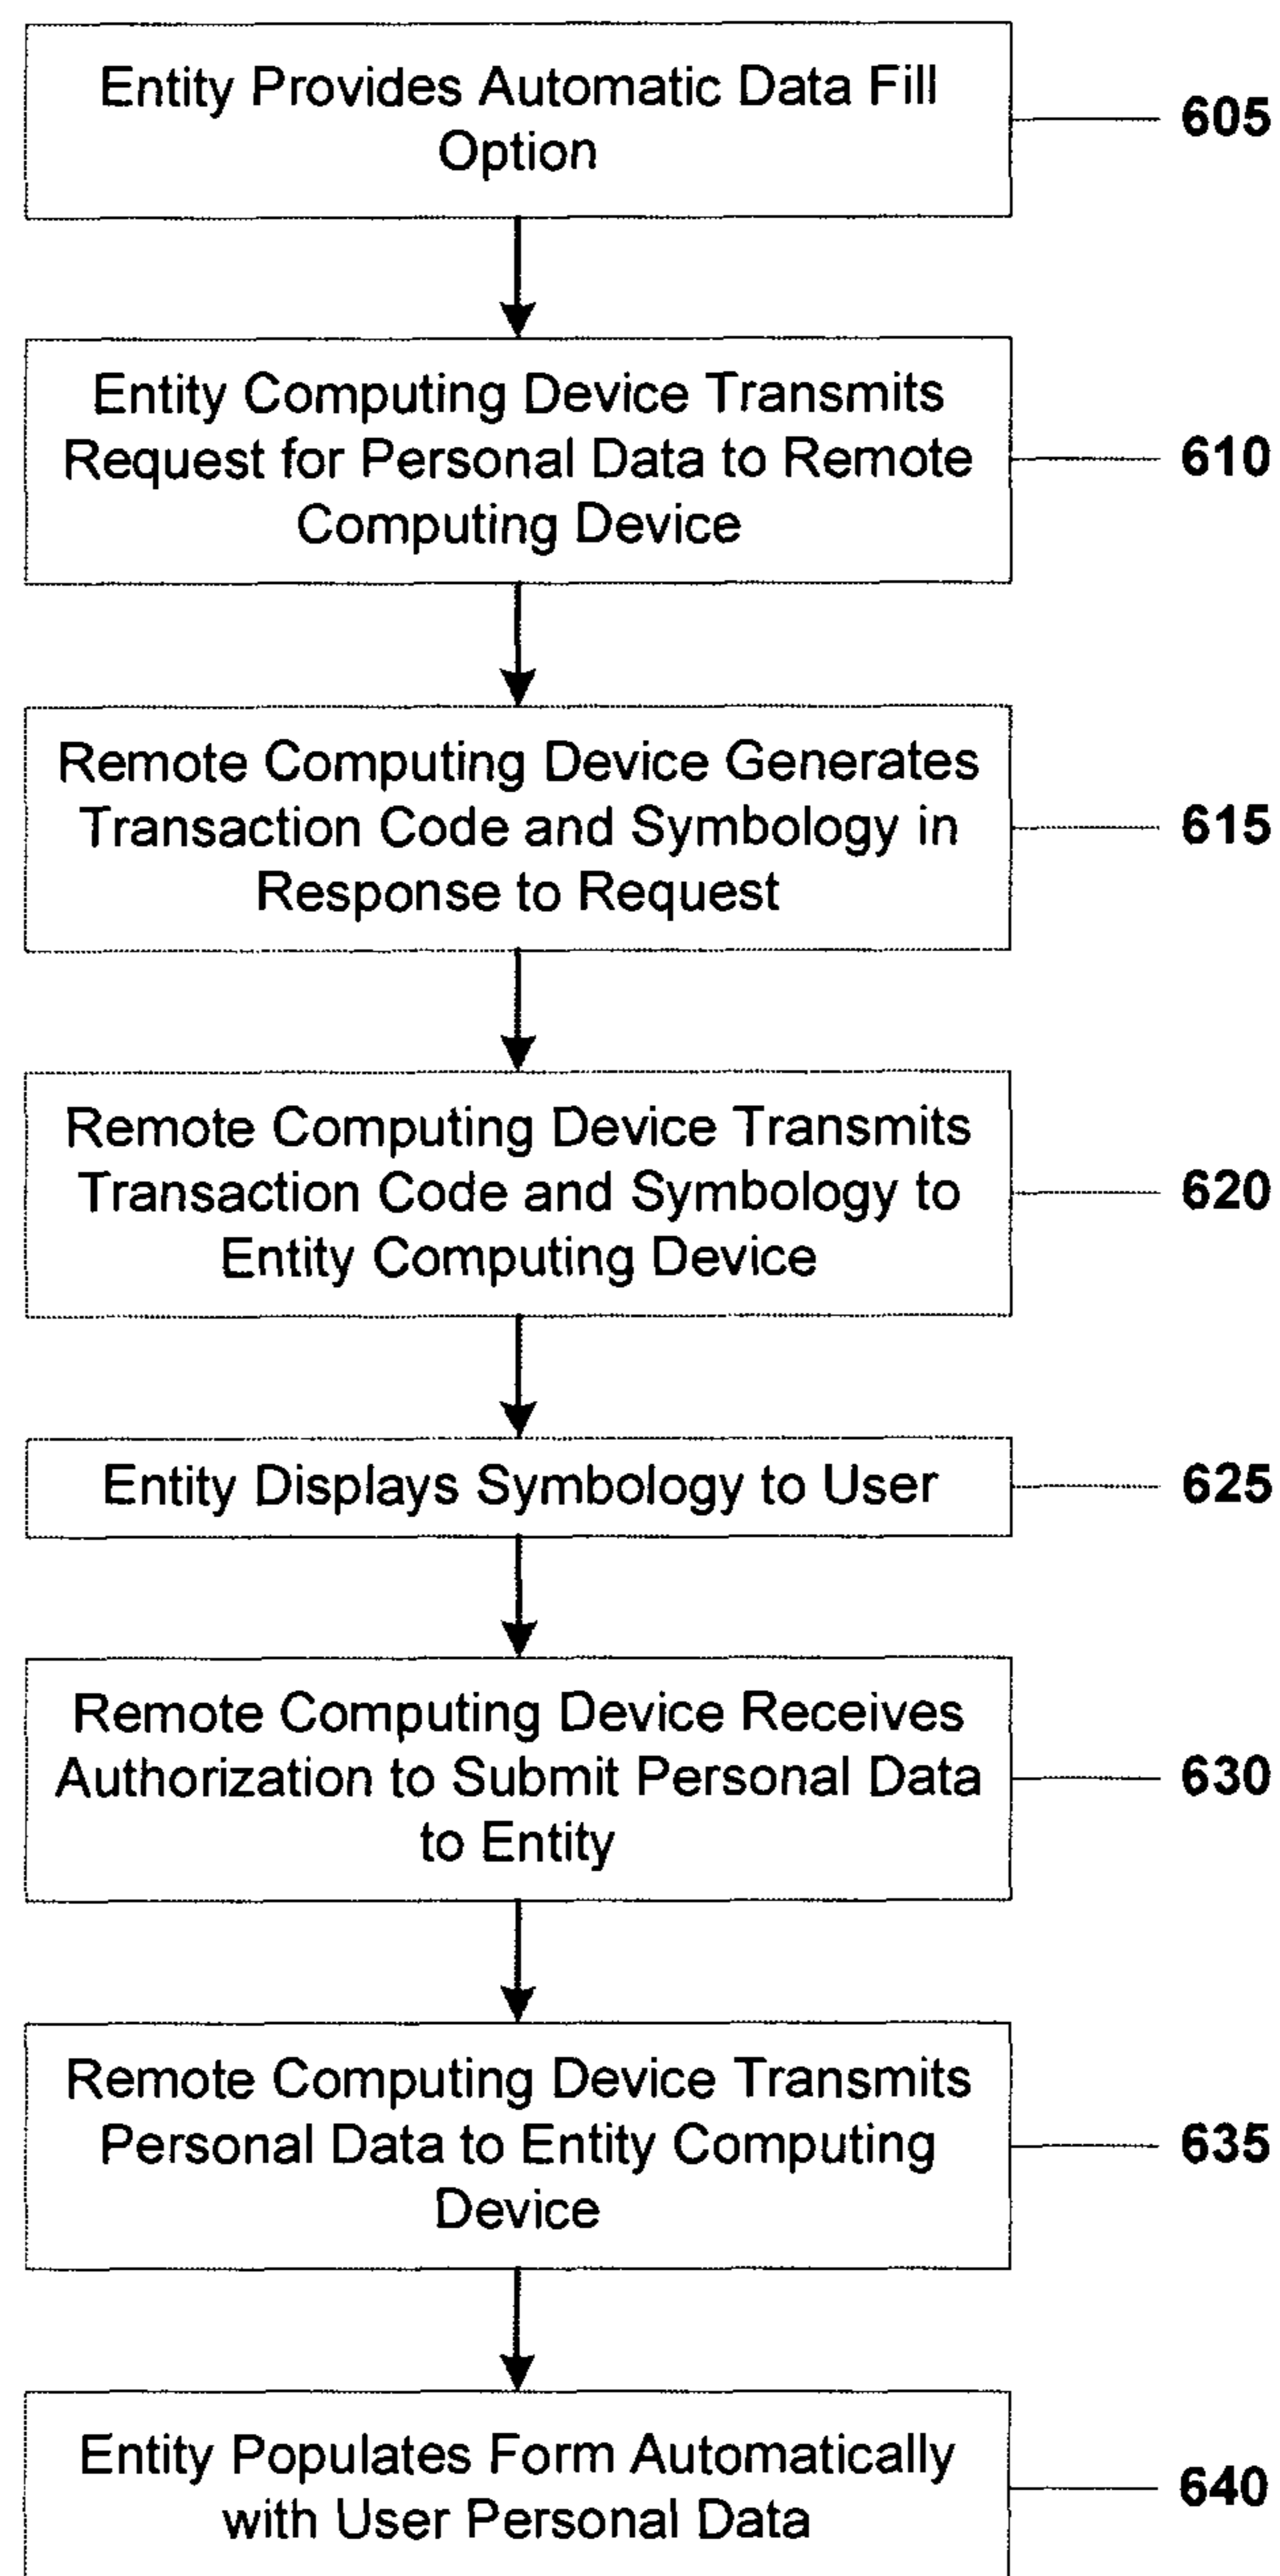 Entity Provides Automatic Data Fill
Option
605
Entity Computing Device Transmits
Request for Personal Data to Remote
Computing Device
610
Remote Computing Device Generates
Transaction Code and Symbology in
Response to Request
615
Remote Computing Device Transmits
Transaction Code and Symbology to
Entity Computing Device
620
Entity Displays Symbology to User
625
Remote Computing Device Receives
Authorization to Submit Personal Data
to Entity
630
Remote Computing Device Transmits
Personal Data to Entity Computing
Device
635
Entity Populates Form Automatically
with User Personal Data
640